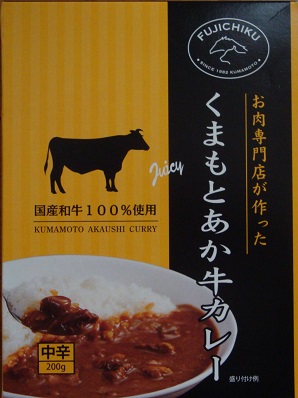 FUJICHIKU
SINCE 1982 KUMAMOTO
お肉専門店が作った
くまもとあか牛カレー
Juicy
国産和牛100%使用
KUMAMOTO AKAUSHI CURRY
中辛
200g
盛り付け例